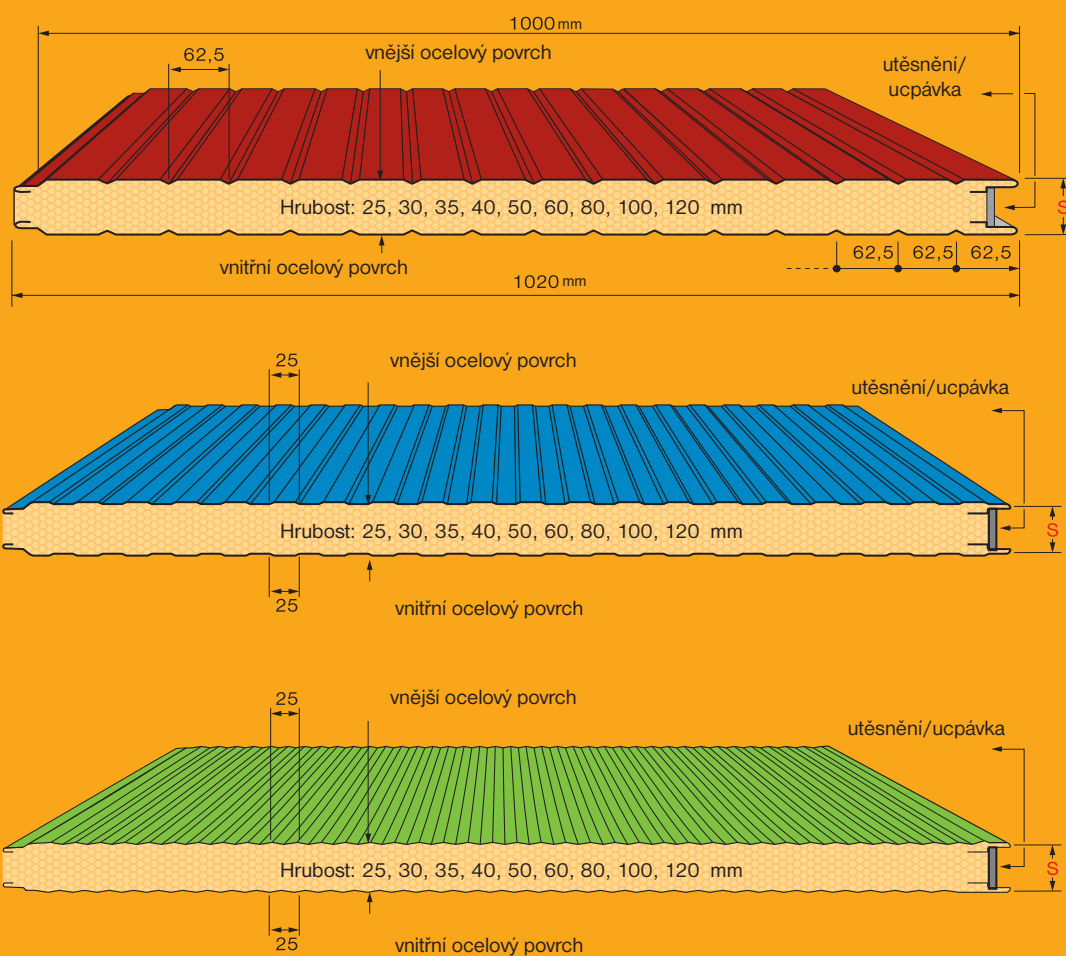 1000 mm
62,5
vnější ocelový povrch
utěsnění/
ucpávka
Hrubost: 25, 30, 35, 40, 50, 60, 80, 100, 120 mm
S
vnitřní ocelový povrch
62,5 62,5 62,5
1020 mm
25
vnější ocelový povrch
utěsnění/ucpávka
Hrubost: 25, 30, 35, 40, 50, 60, 80, 100, 120 mm
S
25
vnitřní ocelový povrch
25
vnější ocelový povrch
utěsnění/ucpávka
Hrubost: 25, 30, 35, 40, 50, 60, 80, 100, 120 mm
S
25
vnitřní ocelový povrch